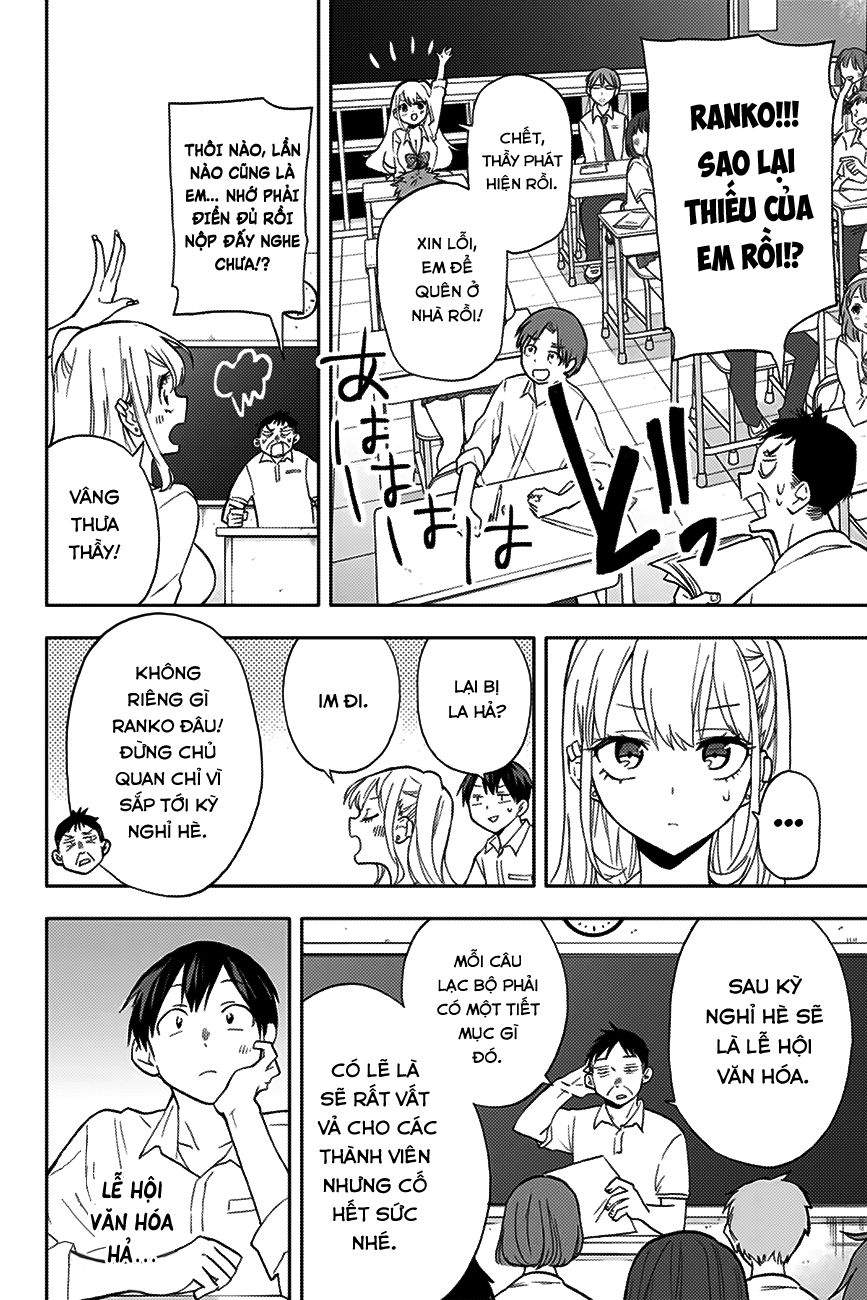 RANKO!!!
SAO LẠI
THIẾU CỦA
EM RỒI!?
CHẾT,
THẦY PHÁT
HIỆN RỒI.
XIN LỖI,
EM ĐỂ
QUÊN Ở
NHÀ RỒI!
あはははは
ドッ
THÔI NÀO, LẦN
NÀO CŨNG LÀ
EM... NHỚ PHẢI
ĐIỀN ĐỦ RỒI
NỘP ĐẤY NGHE
CHƯA!?
VÂNG
THƯA
THẦY!
...
LẠI BỊ
LA HẢ?
IM ĐI.
KHÔNG
RIÊNG GÌ
RANKO ĐÂU!
ĐỪNG CHỦ
QUAN CHỈ VÌ
SẮP TỚI KỲ
NGHỈ HÈ.
SAU KỲ
NGHỈ HÈ SẼ
LÀ LỄ HỘI
VĂN HÓA.
MỖI CÂU
LẠC BỘ PHẢI
CÓ MỘT TIẾT
MỤC GÌ
ĐÓ.
CÓ LẼ LÀ
SẼ RẤT VẤT
VẢ CHO CÁC
THÀNH VIÊN
NHƯNG CỐ
HẾT SỨC
NHÉ.
LỄ HỘI
VĂN HÓA
HẢ...